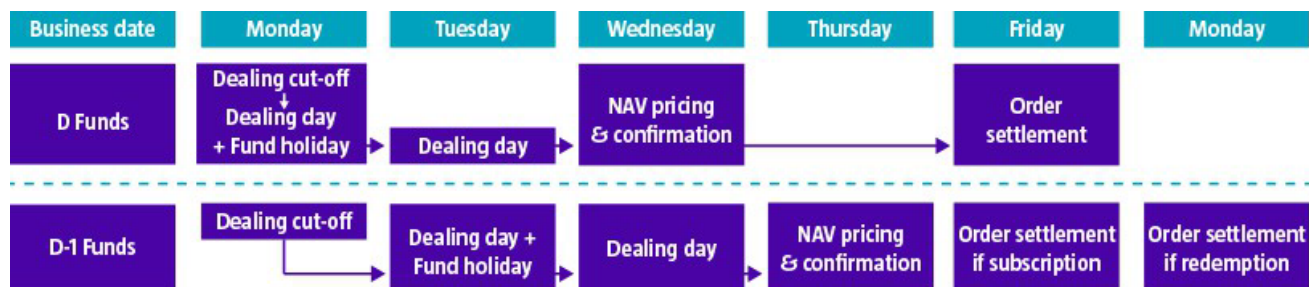 Business date
Monday
Tuesday
Wednesday
Thursday
Friday
Monday
D Funds
Dealing cut-off
Dealing day
+ Fund holiday
Dealing day
NAV pricing
& confirmation
Order
settlement
D-1 Funds
Dealing cut-off
Dealing day +
Fund holiday
Dealing day
NAV pricing
& confirmation
Order settlement
if subscription
Order settlement
if redemption